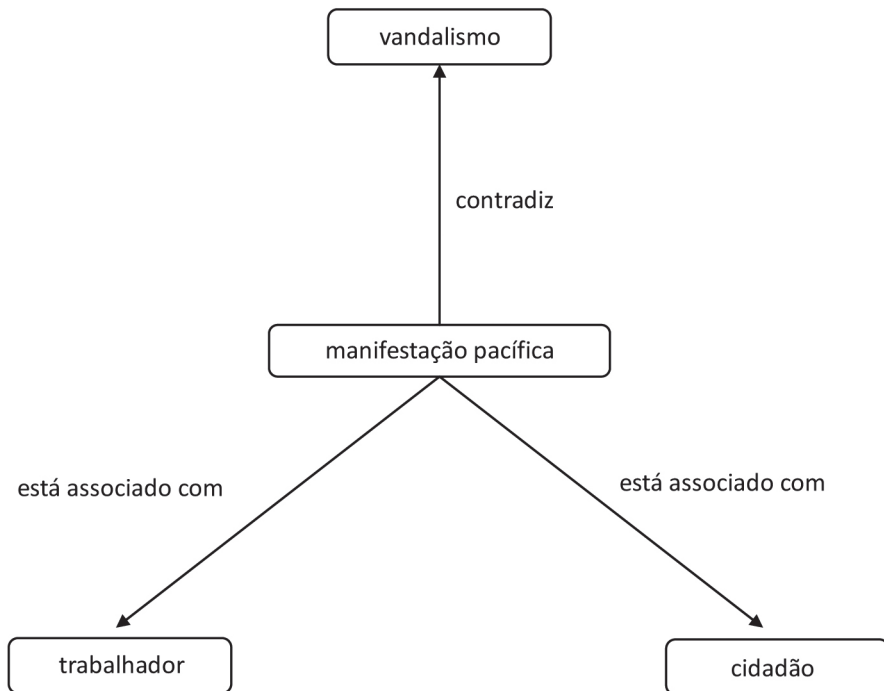 vandalismo
contradiz
manifestação pacífica
está associado com
está associado com
trabalhador
cidadão